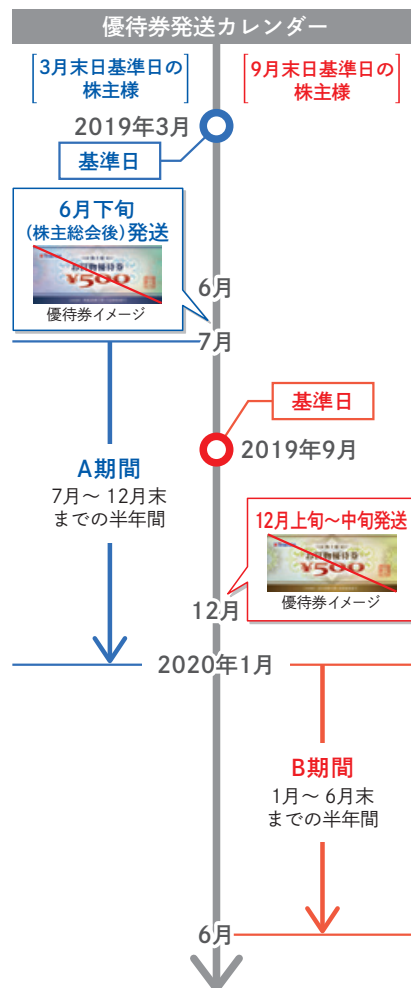 優待券発送カレンダー
3月末日基準日の
株主様
9月末日基準日の
株主様
2019年3月
基準日
6月下旬
(株主総会後)発送
¥500
優待券イメージ
6月
7月
基準日
2019年9月
A期間
7月～12月末
までの半年間
12月上旬～中旬発送
¥500
優待券イメージ
12月
2020年1月
B期間
1月～6月末
までの半年間
6月